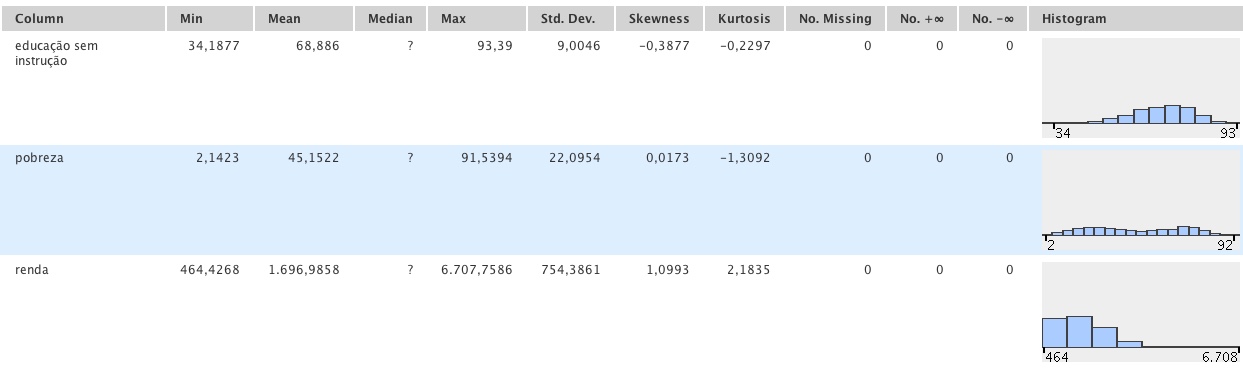 Column Min Mean Median Max Std. Dev. Skewness Kurtosis No. Missing No. +∞ No. -∞ Histogram
educação sem 34,1877 68,886 ? 93,39 9,0046 -0,3877 -0,2297 0 0 0
instrução
34 93
pobreza 2,1423 45,1522 ? 91,5394 22,0954 0,0173 -1,3092 0 0 0
2 92
renda 464,4268 1.696,9858 ? 6.707,7586 754,3861 1,0993 2,1835 0 0 0
464 6.708